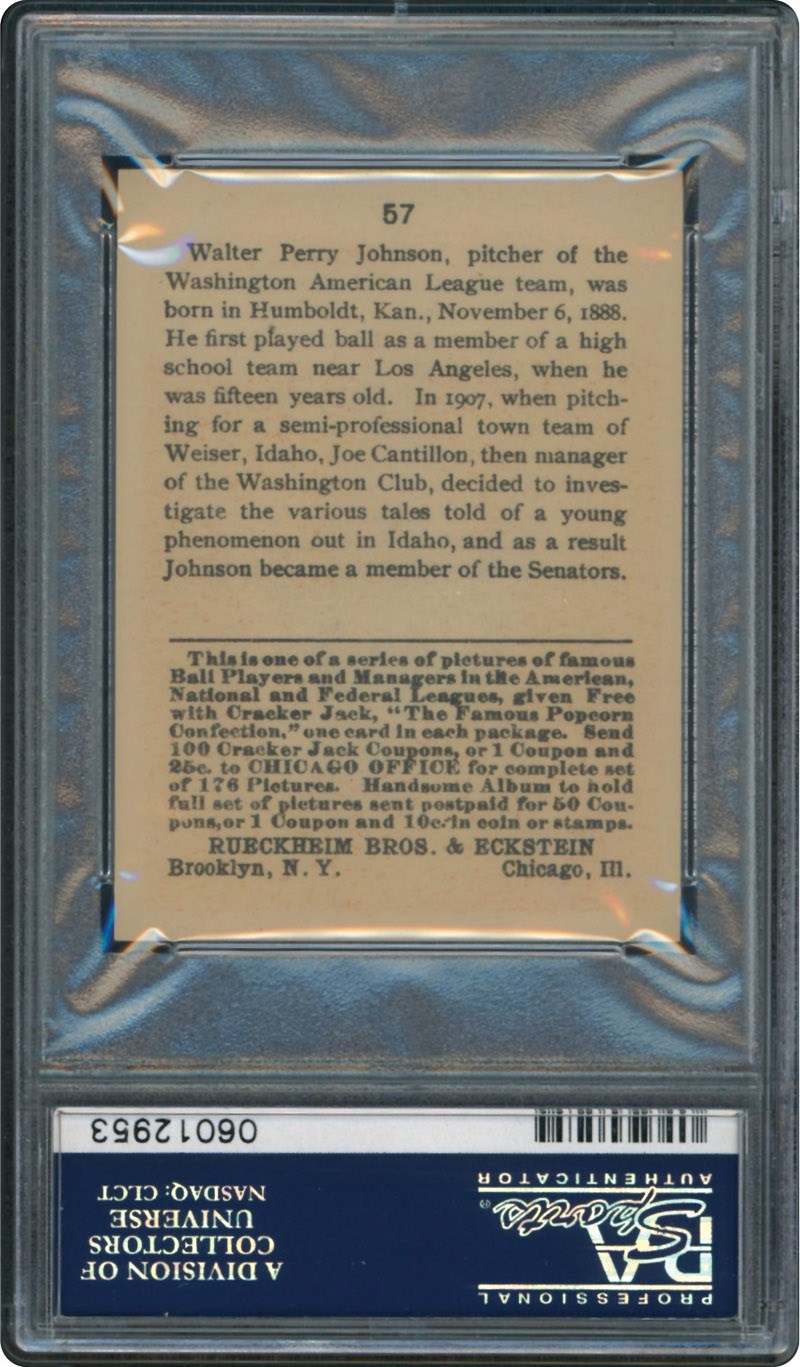 57
Walter Perry Johnson, pitcher of the
Washington American League team, was
born in Humboldt, Kan., November 6, 1888.
He first played ball as a member of a high
school team near Los Angeles, when he
was fifteen years old. In 1907, when pitch-
ing for a semi-professional town team of
Weiser, Idaho, Joe Cantillon, then manager
of the Washington Club, decided to inves-
tigate the various tales told of a young
phenomenon out in Idaho, and as a result
Johnson became a member of the Senators.
This is one of a series of pictures of famous
Ball Players and Managers in the American,
National and Federal Leagues, given Free
with Cracker Jack, "The Famous Popcorn
Confection," one card in each package. Send
100 Cracker Jack Coupons, or 1 Coupon and
25c. to CHICAGO OFFICE for complete set
of 176 Pictures. Handsome Album to hold
full set of pictures sent postpaid for 50 Cou-
pons, or 1 Coupon and 10c. in coin or stamps.
RUECKHEIM BROS. & ECKSTEIN
Brooklyn, N. Y. Chicago, Ill.
06012953
PROFESSIONAL
PSA
Sports ®
AUTHENTICATOR
A DIVISION OF
COLLECTORS
UNIVERSE
NASDAQ: CLCT